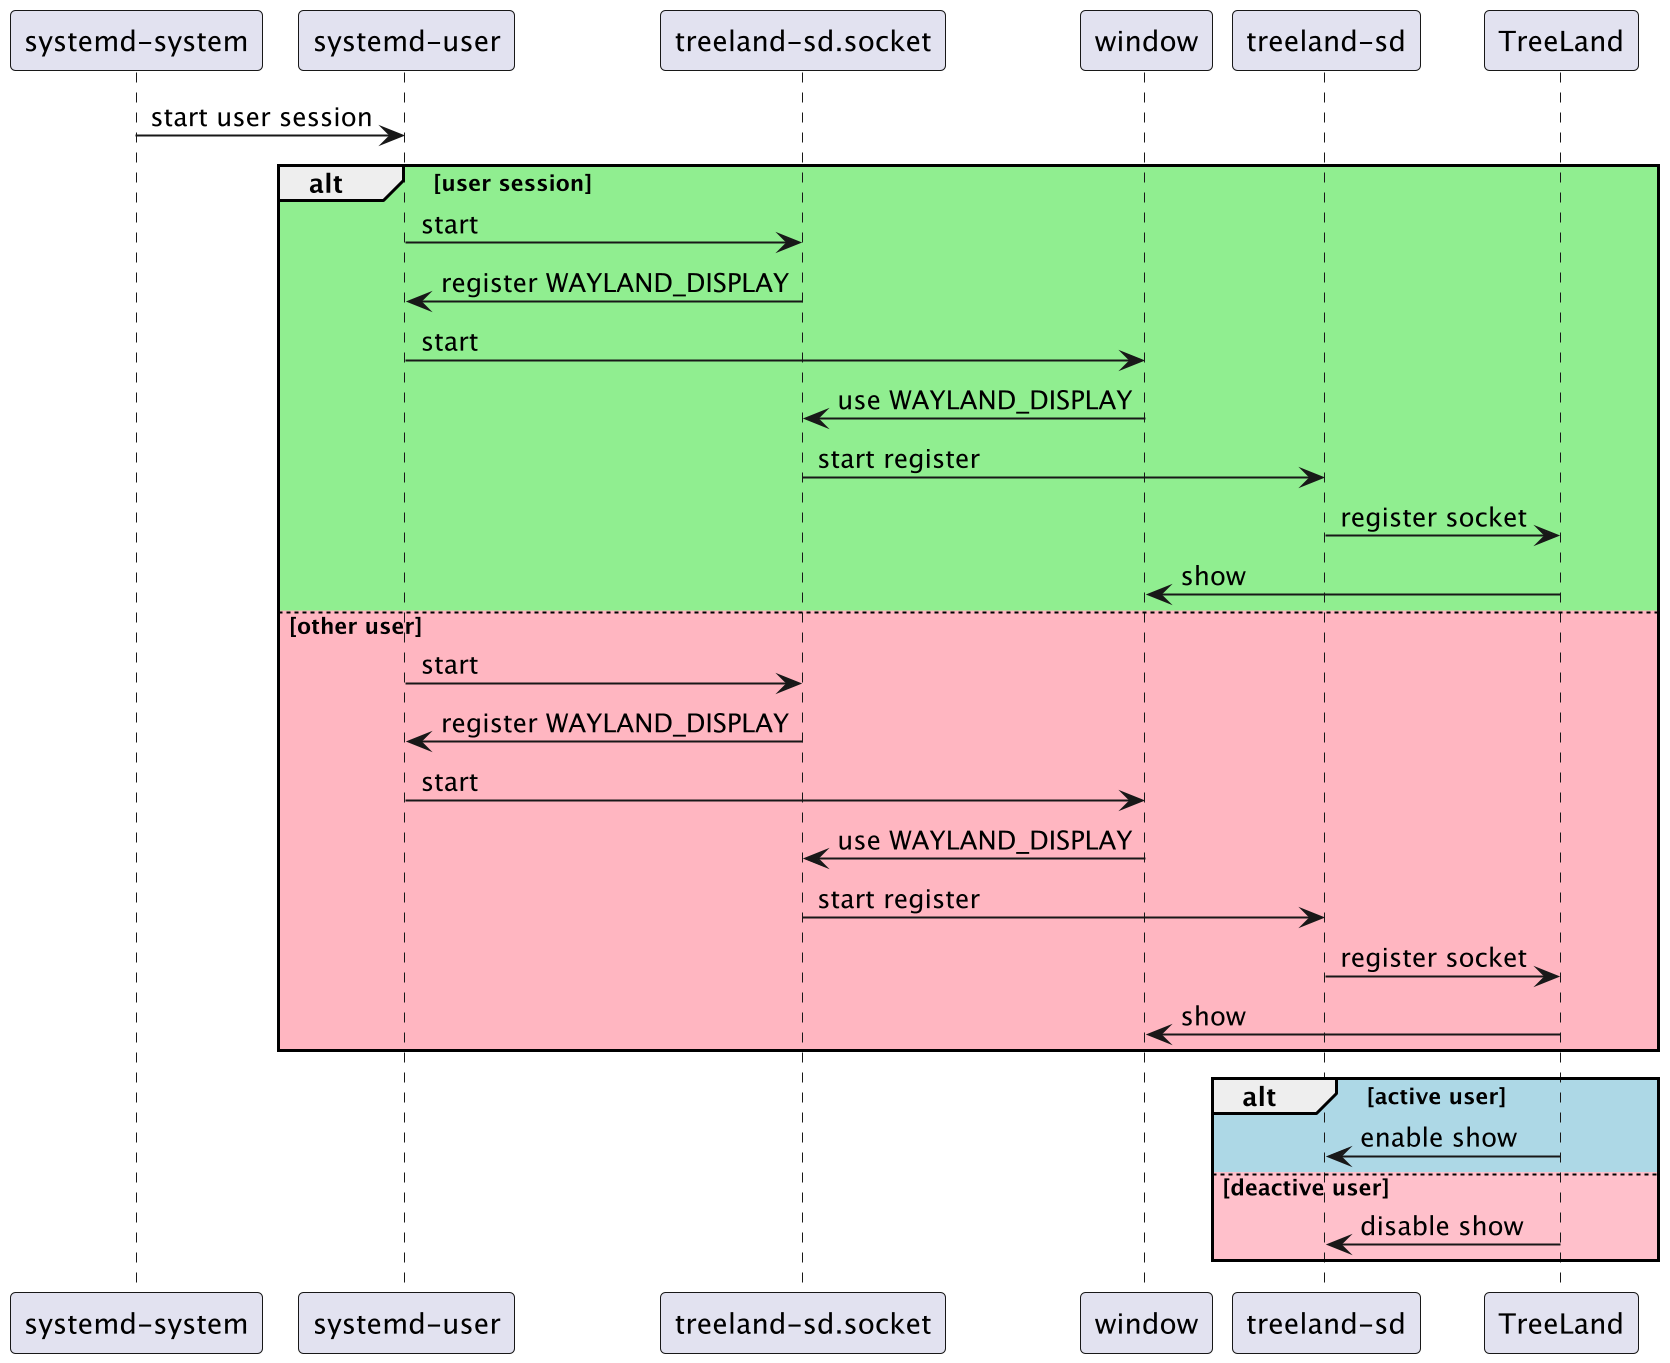 systemd-system
systemd-user
treeland-sd.socket
window
treeland-sd
TreeLand
start user session
alt
[user session]
start
register WAYLAND_DISPLAY
start
use WAYLAND_DISPLAY
start register
register socket
show
[other user]
start
register WAYLAND_DISPLAY
start
use WAYLAND_DISPLAY
start register
register socket
show
alt
[active user]
enable show
[deactive user]
disable show
systemd-system
systemd-user
treeland-sd.socket
window
treeland-sd
TreeLand